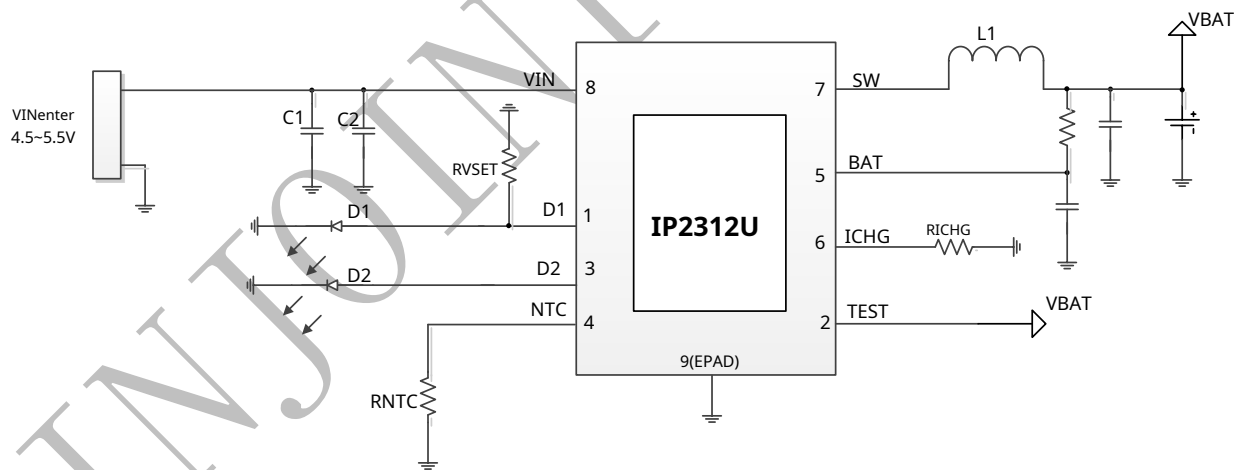 VINenter
4.5~5.5V
C1
C2
VIN
8
RVSET
D1
D1
1
D2
D2
3
NTC
4
RNTC
IP2312U
9(EPAD)
7
SW
L1
VBAT
+
-
5
BAT
6
ICHG
RICHG
2
TEST
VBAT
INJOINT